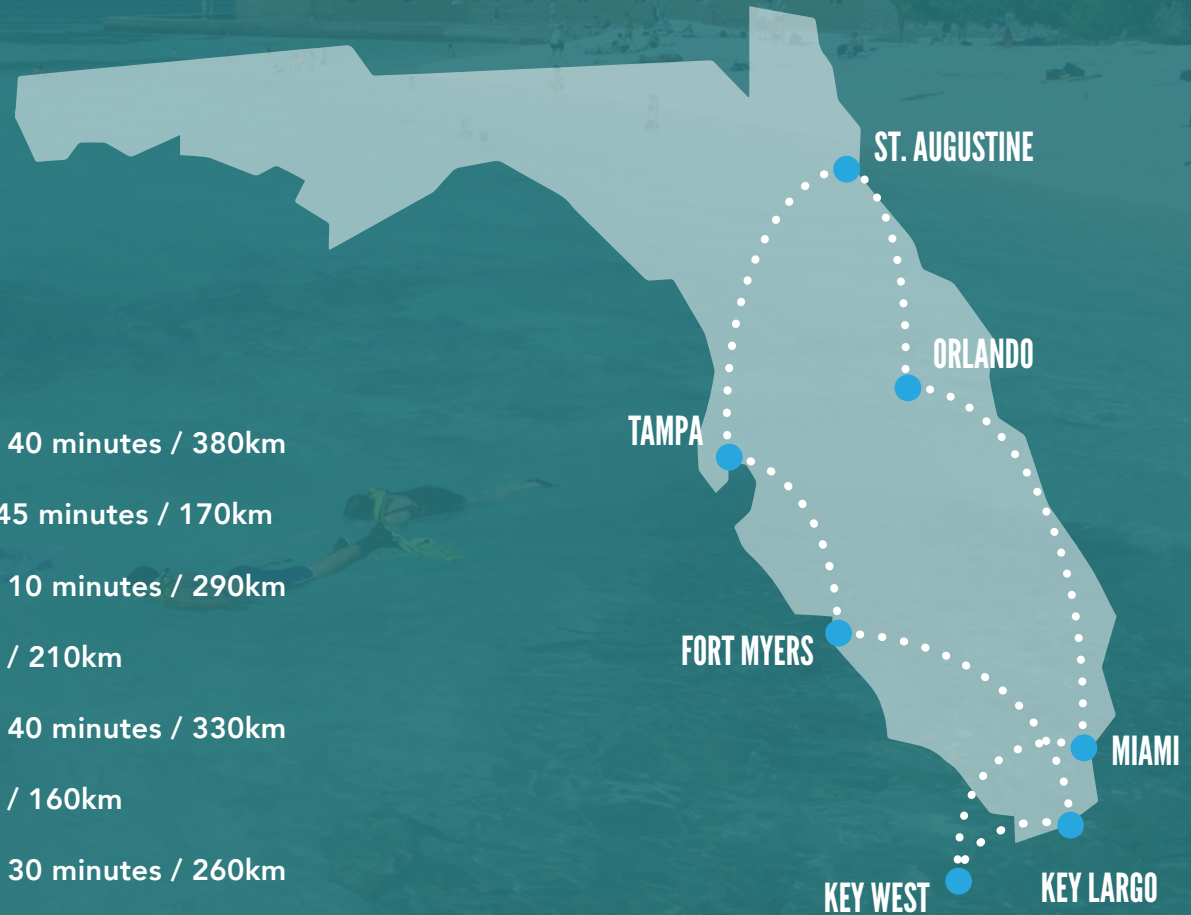 ST. AUGUSTINE
ORLANDO
TAMPA
40 minutes / 380km
45 minutes / 170km
10 minutes / 290km
/ 210km
FORT MYERS
40 minutes / 330km
MIAMI
/ 160km
30 minutes / 260km
KEY WEST
KEY LARGO